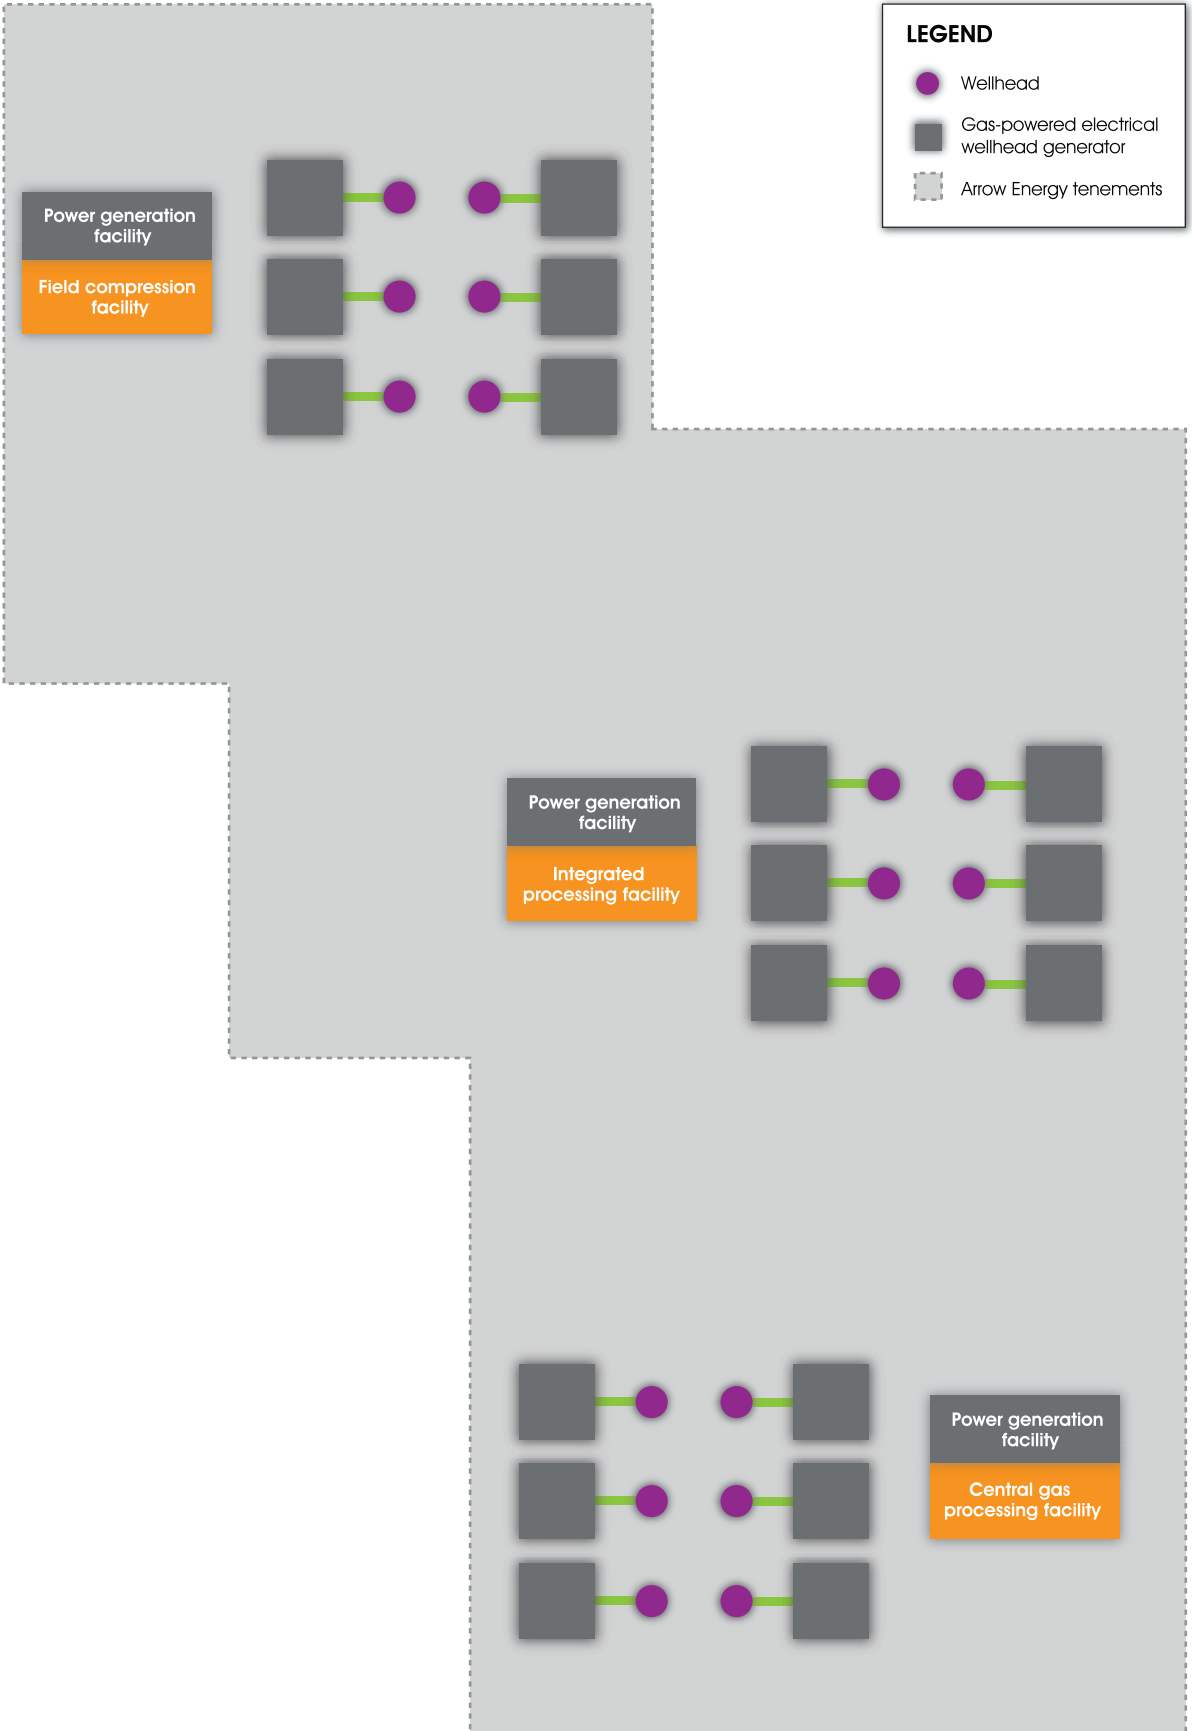 LEGEND
Wellhead
Gas-powered electrical
wellhead generator
Arrow Energy tenements
Power generation
facility
Field compression
facility
Power generation
facility
Integrated
processing facility
Power generation
facility
Central gas
processing facility